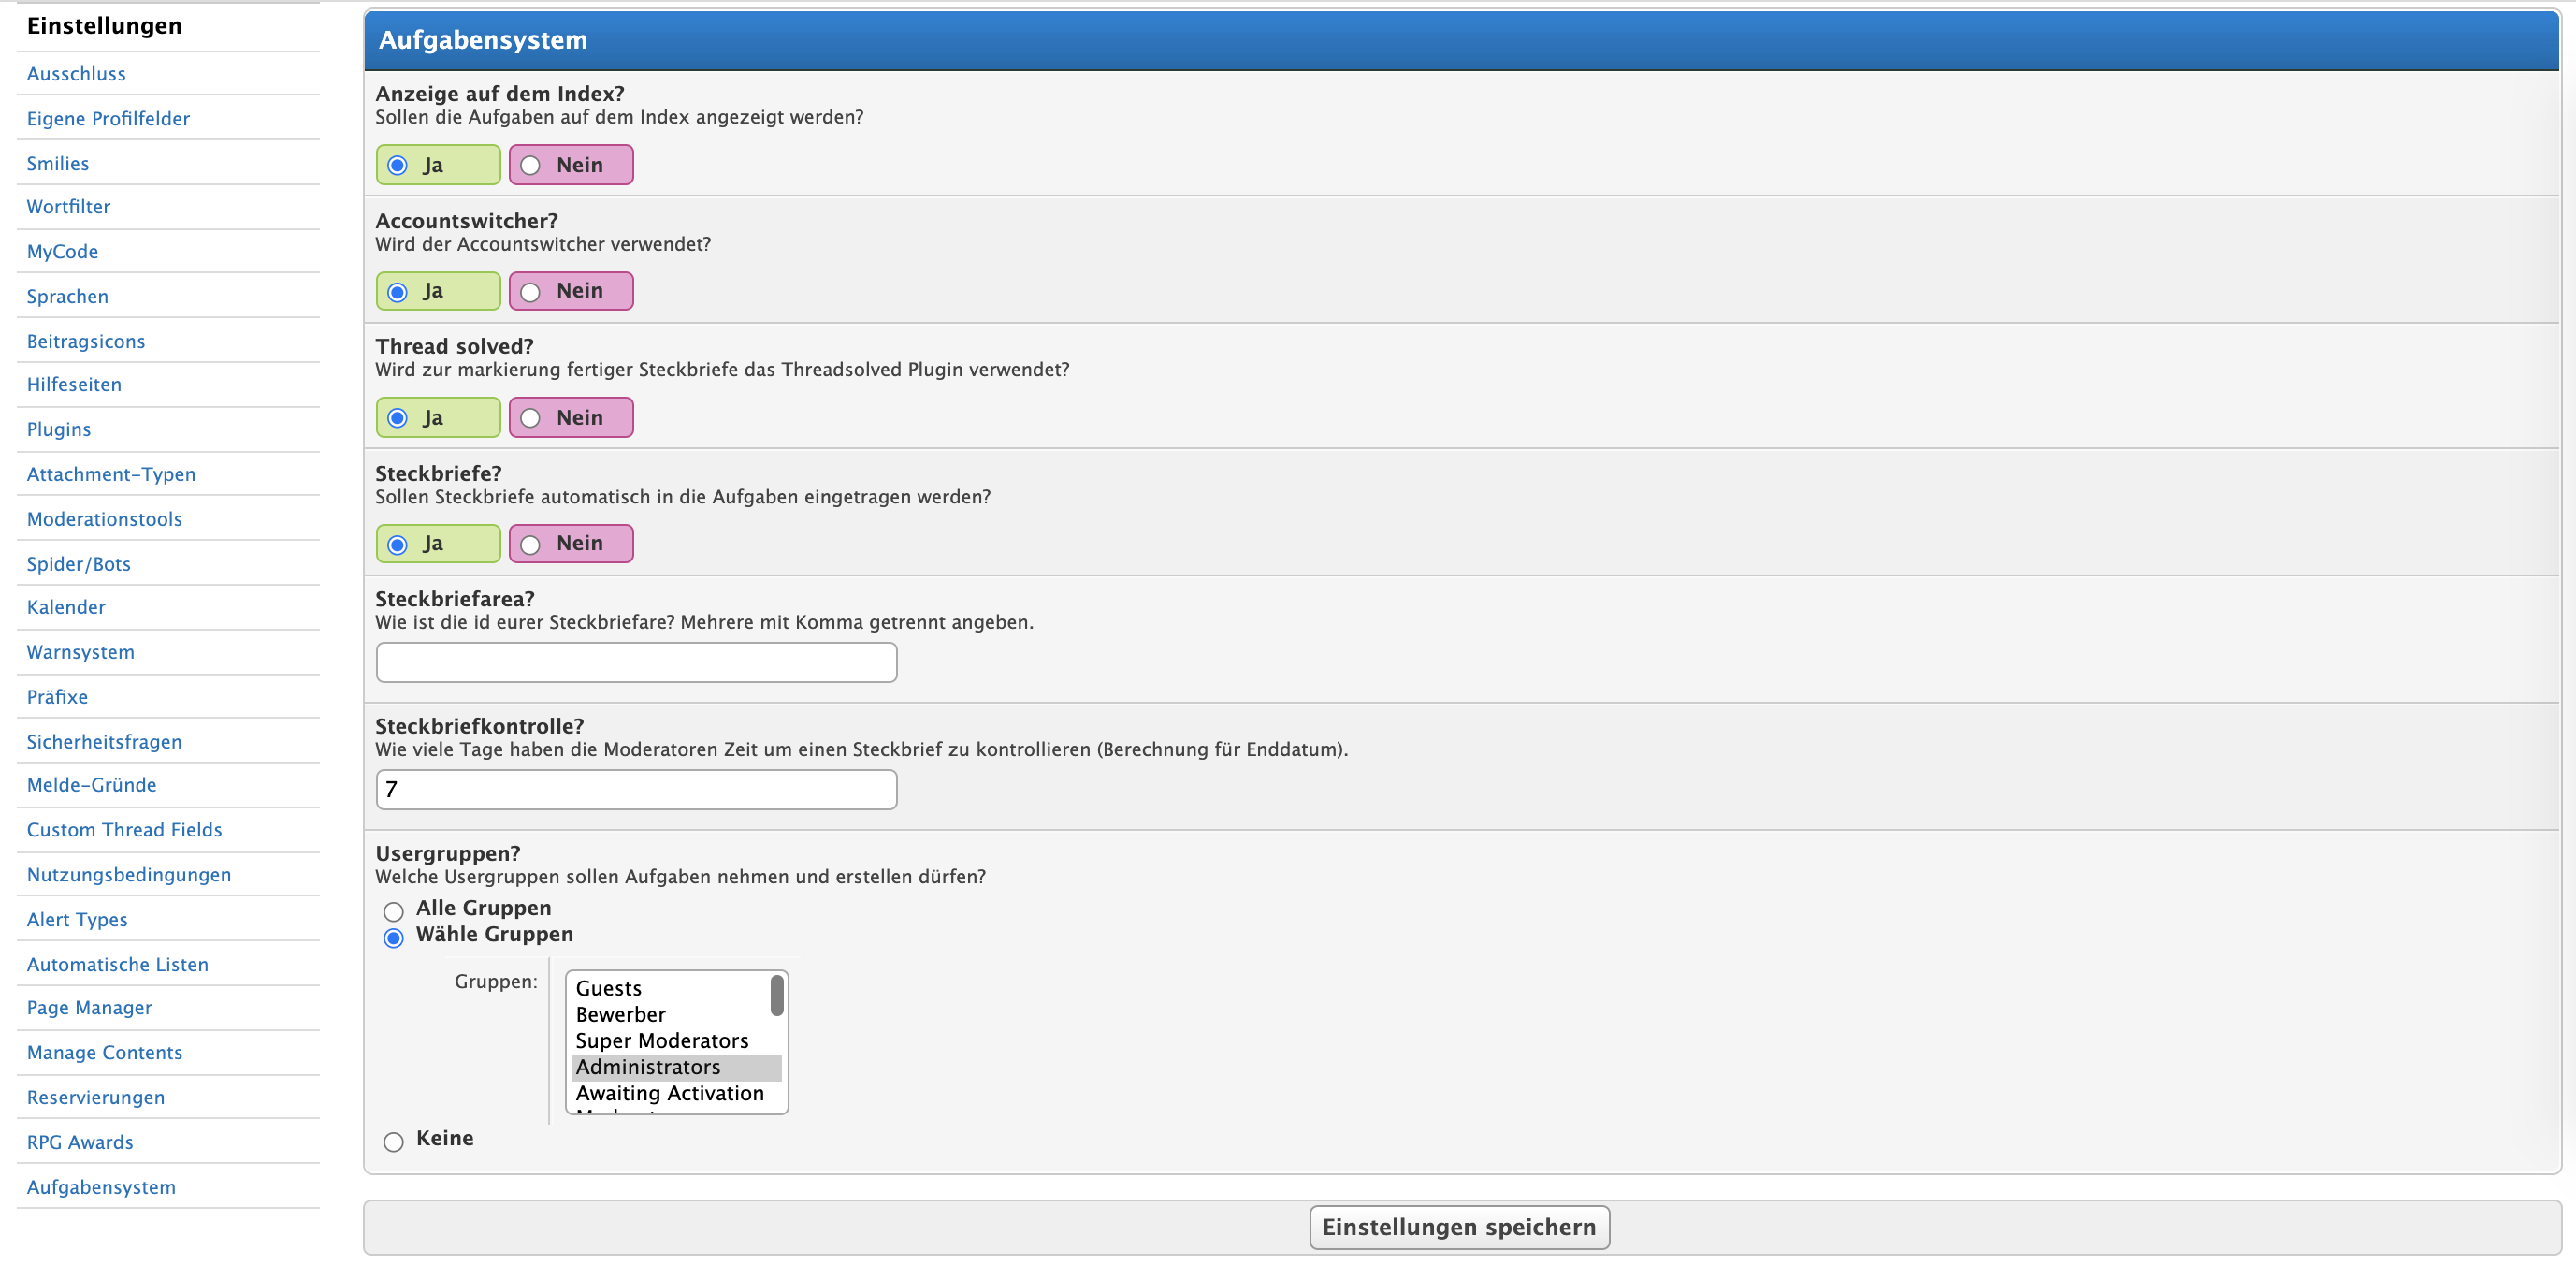 Einstellungen
Ausschluss
Eigene Profilfelder
Smilies
Wortfilter
MyCode
Sprachen
Beitragsicons
Hilfeseiten
Plugins
Attachment-Typen
Moderationstools
Spider/Bots
Kalender
Warnsystem
Präfixe
Sicherheitsfragen
Melde-Gründe
Custom Thread Fields
Nutzungsbedingungen
Alert Types
Automatische Listen
Page Manager
Manage Contents
Reservierungen
RPG Awards
Aufgabensystem
Aufgabensystem
Anzeige auf dem Index?
Sollen die Aufgaben auf dem Index angezeigt werden?
Ja Nein
Accountswitcher?
Wird der Accountswitcher verwendet?
Ja Nein
Thread solved?
Wird zur markierung fertiger Steckbriefe das Threadsolved Plugin verwendet?
Ja Nein
Steckbriefe?
Sollen Steckbriefe automatisch in die Aufgaben eingetragen werden?
Ja Nein
Steckbriefarea?
Wie ist die id eurer Steckbriefare? Mehrere mit Komma getrennt angeben.
Steckbriefkontrolle?
Wie viele Tage haben die Moderatoren Zeit um einen Steckbrief zu kontrollieren (Berechnung für Enddatum).
7
Usergruppen?
Welche Usergruppen sollen Aufgaben nehmen und erstellen dürfen?
Alle Gruppen
Wähle Gruppen
Gruppen:
Guests
Bewerber
Super Moderators
Administrators
Awaiting Activation
Keine
Einstellungen speichern